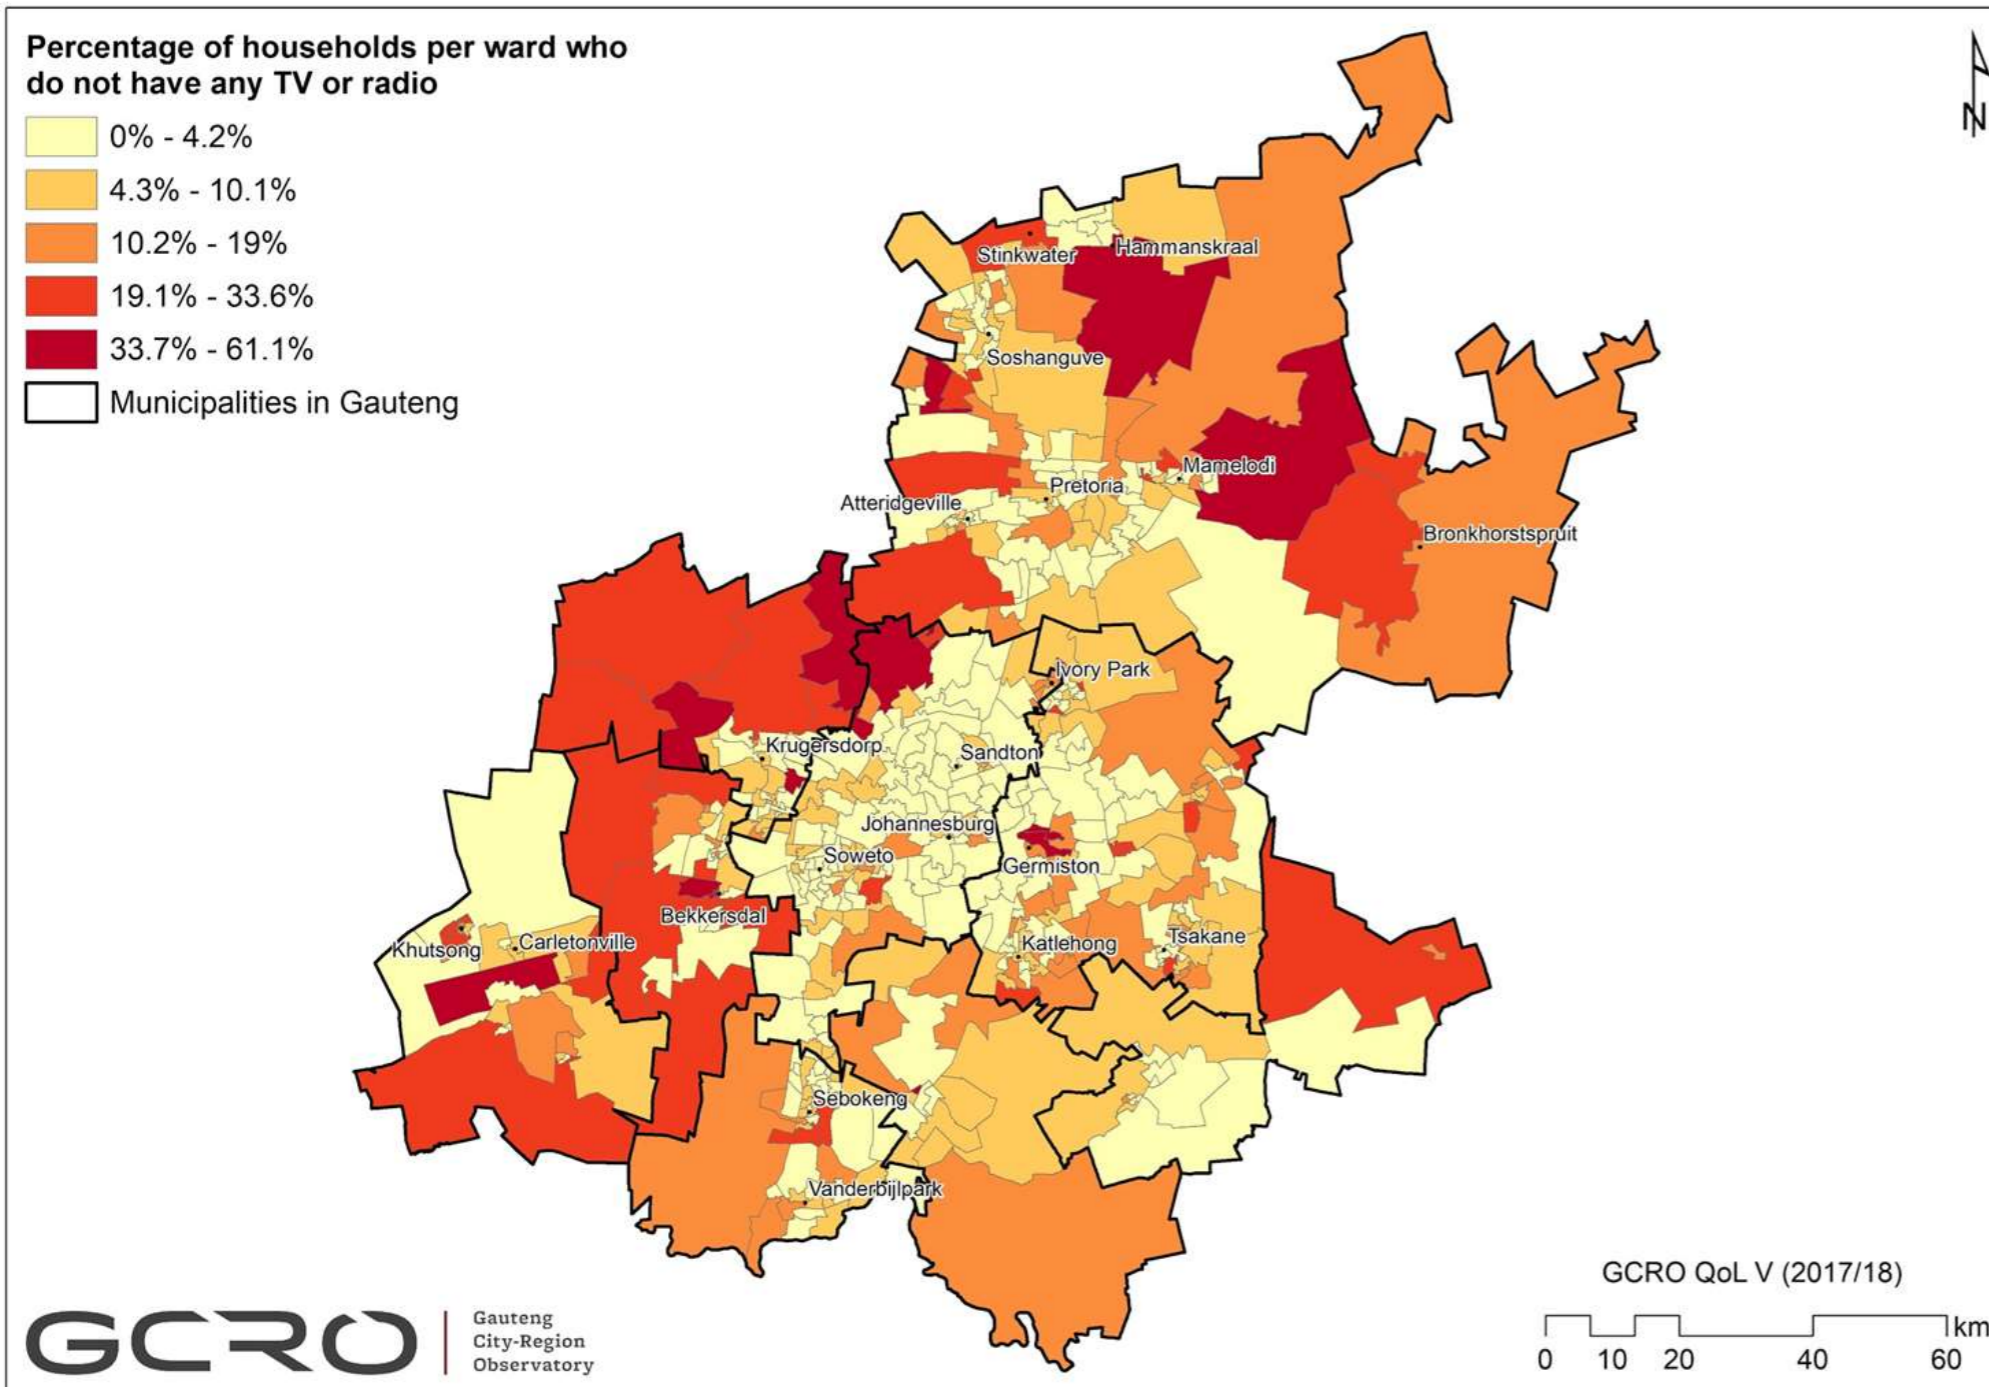 Percentage of households per ward who
do not have any TV or radio
0% - 4.2%
4.3% - 10.1%
10.2% - 19%
19.1% - 33.6%
33.7% - 61.1%
Municipalities in Gauteng
N
Stinkwater
Hammanskraal
Soshanguve
Mamelodi
Pretoria
Atteridgeville
Bronkhorstspruit
Ivory Park
Krugersdorp
Sandton
Johannesburg
Soweto
Germiston
Bekkersdal
Khutsong
Carletonville
Katlehong
Tsakane
Sebokeng
Vanderbijlpark
GCRO QoL V (2017/18)
km
0 10 20 40 60
GCRO
Gauteng
City-Region
Observatory